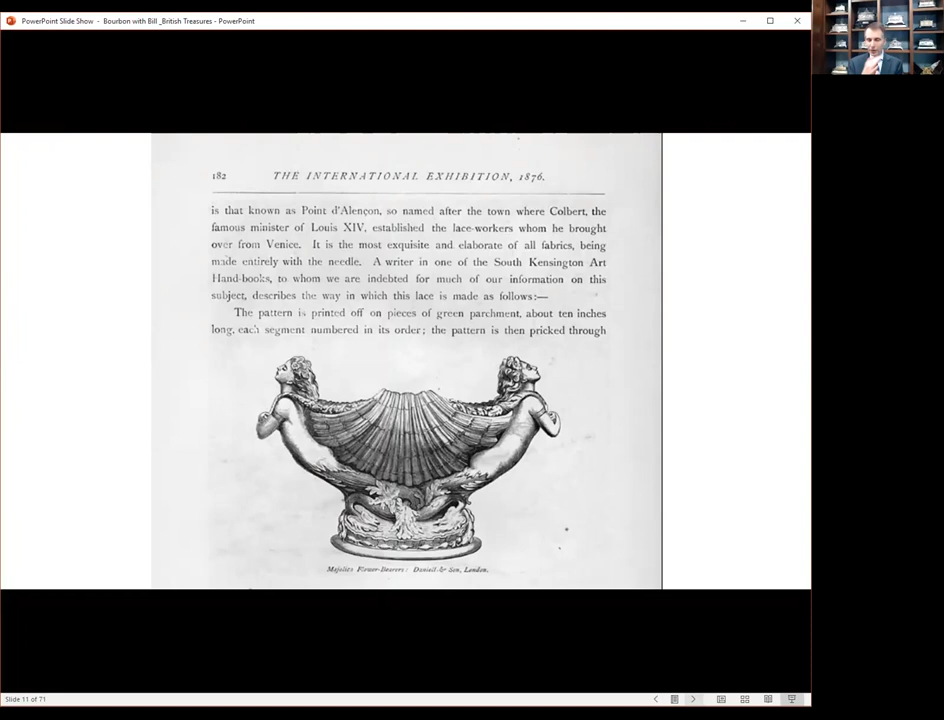 PowerPoint Slide Show - Bourbon with Bill _British Treasures - PowerPoint
182 THE INTERNATIONAL EXHIBITION, 1876.
is that known as Point d'Alençon, so named after the town where Colbert, the
famous minister of Louis XIV, established the lace-workers whom he brought
over from Venice. It is the most exquisite and elaborate of all fabrics, being
made entirely with the needle. A writer in one of the South Kensington Art
Hand-books, to whom we are indebted for much of our information on this
subject, describes the way in which this lace is made as follows:—
The pattern is printed off on pieces of green parchment, about ten inches
long, each segment numbered in its order; the pattern is then pricked through
Majolica Flower-Bearers: Daniell & Son, London.
Slide 11 of 71